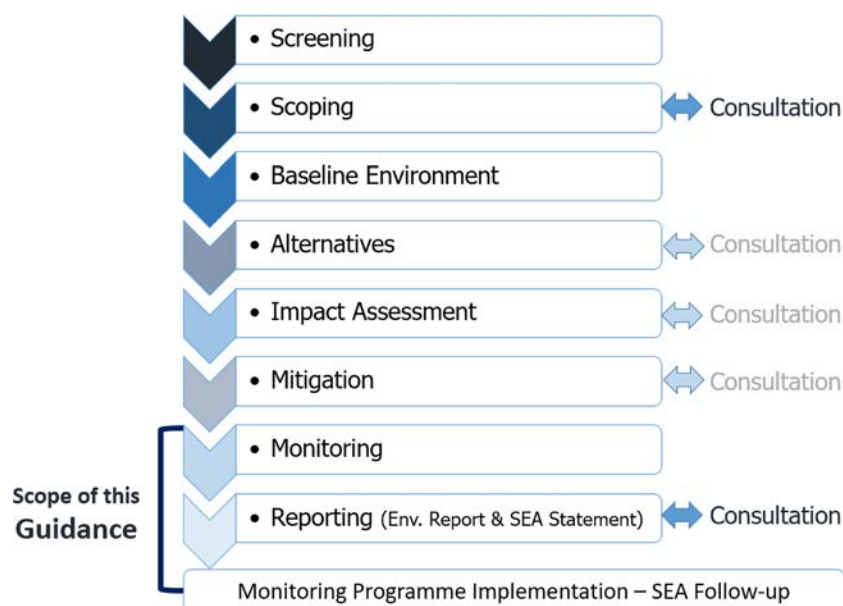 • Screening
• Scoping
Consultation
• Baseline Environment
• Alternatives
Consultation
• Impact Assessment
Consultation
• Mitigation
Consultation
• Monitoring
Scope of this
Guidance
• Reporting (Env. Report & SEA Statement)
Consultation
Monitoring Programme Implementation – SEA Follow-up